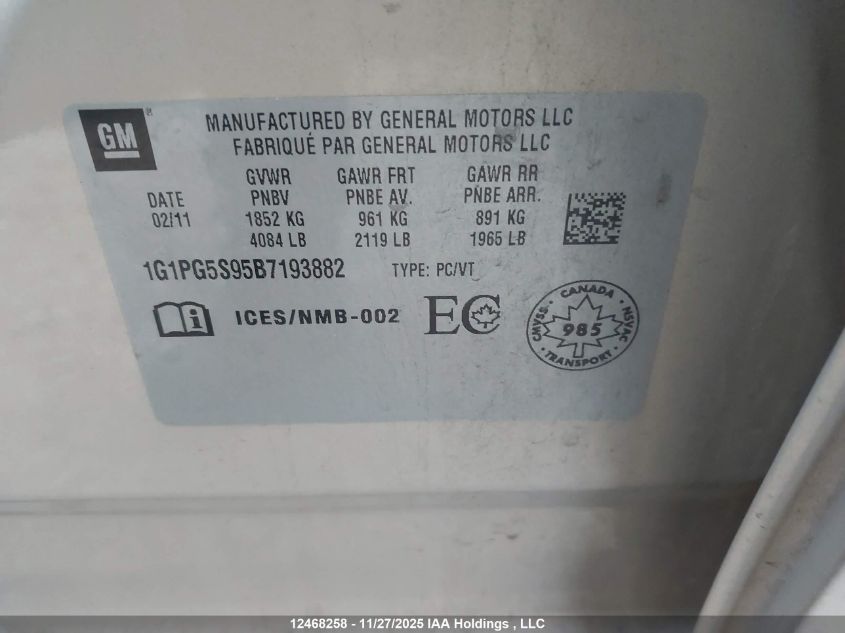 GM
MANUFACTURED BY GENERAL MOTORS LLC
FABRIQUÉ PAR GENERAL MOTORS LLC
GVWR GAWR FRT GAWR RR
DATE PNBV PNBE AV. PNBE ARR.
02/11 1852 KG 961 KG 891 KG
4084 LB 2119 LB 1965 LB
1G1PG5S95B7193882 TYPE: PC/VT
i ICES/NMB-002 EC
CANADA
CMVSS 985 NSVAC
TRANSPORT
12468258 - 11/27/2025 IAA Holdings , LLC